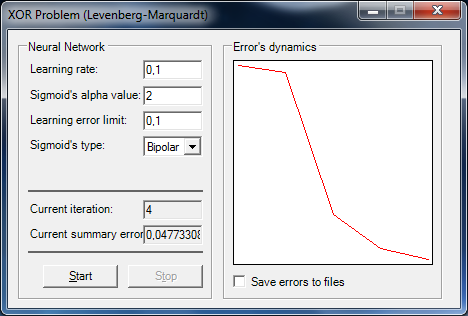 XOR Problem (Levenberg-Marquardt)
Neural Network
Learning rate: 0,1
Sigmoid's alpha value: 2
Learning error limit: 0,1
Sigmoid's type: Bipolar
Current iteration: 4
Current summary error 0,04773308
Start Stop
Error's dynamics
Save errors to files